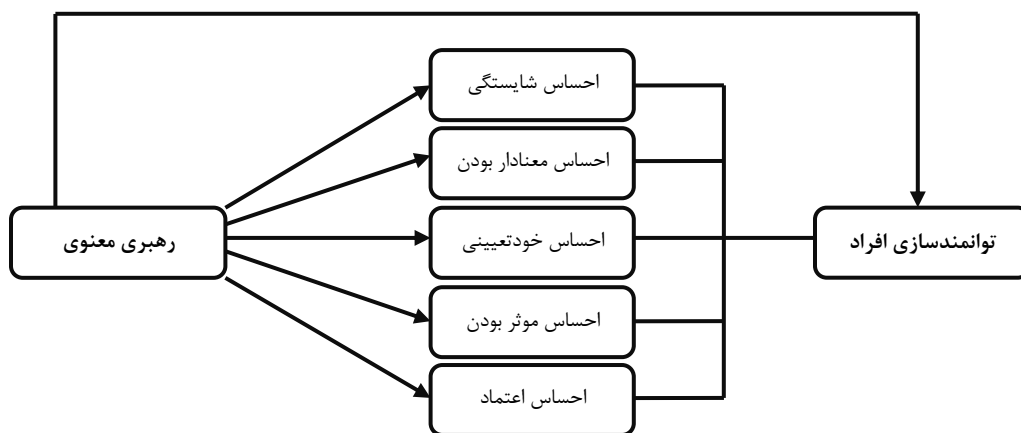 احساس شایستگی
احساس معنادار بودن
توانمندسازی افراد
احساس خودتعیینی
رهبری معنوی
احساس موثر بودن
احساس اعتماد